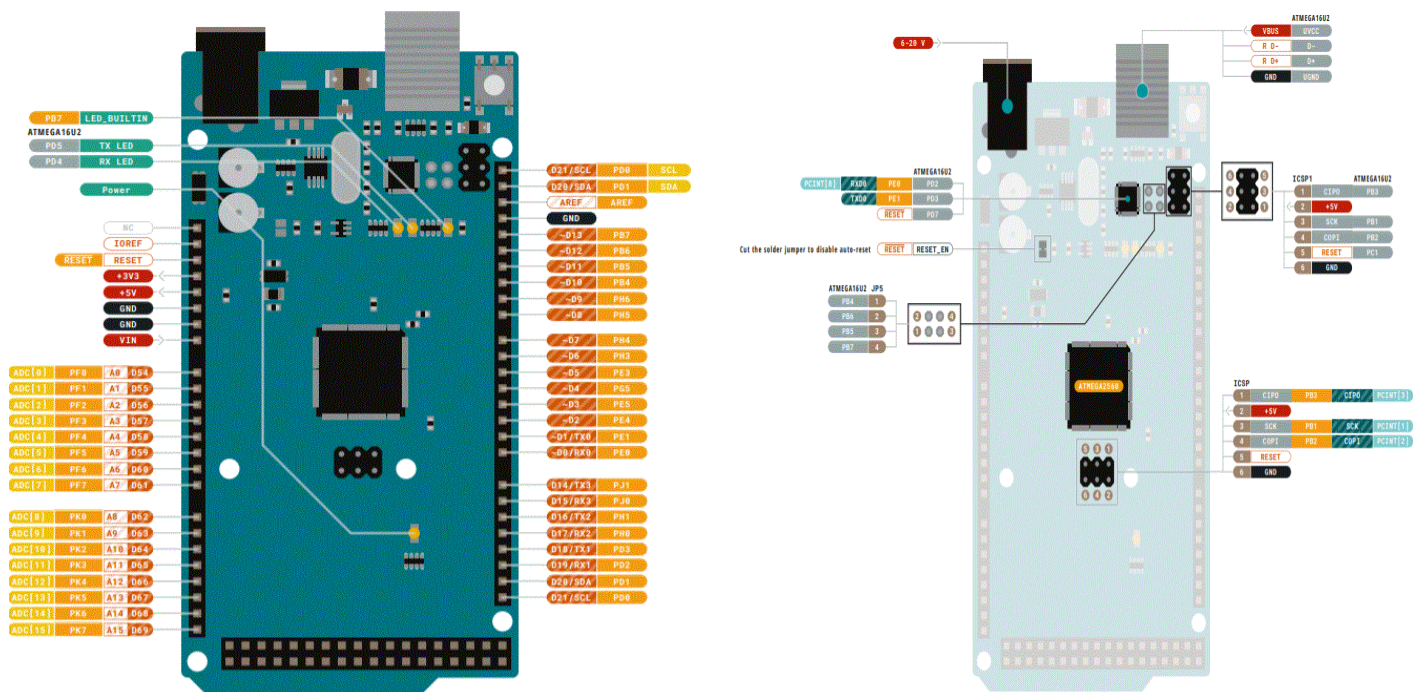 PB7 LED_BUILTIN
ATMEGA16U2
PD5 TX LED
PD4 RX LED
Power
NC
IOREF
RESET RESET
+3V3
+5V
GND
GND
VIN
ADC[0] PF0 A0 D54
ADC[1] PF1 A1 D55
ADC[2] PF2 A2 D56
ADC[3] PF3 A3 D57
ADC[4] PF4 A4 D58
ADC[5] PF5 A5 D59
ADC[6] PF6 A6 D60
ADC[7] PF7 A7 D61
ADC[8] PK0 A8 D62
ADC[9] PK1 A9 D63
ADC[10] PK2 A10 D64
ADC[11] PK3 A11 D65
ADC[12] PK4 A12 D66
ADC[13] PK5 A13 D67
ADC[14] PK6 A14 D68
ADC[15] PK7 A15 D69
D21/SCL PD0 SCL
D20/SDA PD1 SDA
AREF AREF
GND
~D13 PB7
~D12 PB6
~D11 PB5
~D10 PB4
~D9 PH6
~D8 PH5
~D7 PH4
~D6 PH3
~D5 PE3
~D4 PG5
~D3 PE5
~D2 PE4
~D1/TX0 PE1
~D0/RX0 PE0
D14/TX3 PJ1
D15/RX3 PJ0
D16/TX2 PH1
D17/RX2 PH0
D18/TX1 PD3
D19/RX1 PD2
D20/SDA PD1
D21/SCL PD0
6-20 V
ATMEGA16U2
VBUS UVCC
R D- D-
R D+ D+
GND UGND
ATMEGA16U2
PCINT[8] RXD0 PE0 PD2
TXD0 PE1 PD3
RESET PD7
Cut the solder jumper to disable auto-reset RESET RESET_EN
ATMEGA16U2 JP5
PB4 1
PB6 2
PB5 3
PB7 4
2 4
1 3
6 5
4 3
2 1
ICSP1 ATMEGA16U2
1 CIPO PB3
2 +5V
3 SCK PB1
4 COPI PB2
5 RESET PC1
6 GND
ATMEGA2560
5 3 1
6 4 2
ICSP
1 CIPO PB3 CIPO PCINT[3]
2 +5V
3 SCK PB1 SCK PCINT[1]
4 COPI PB2 COPI PCINT[2]
5 RESET
6 GND